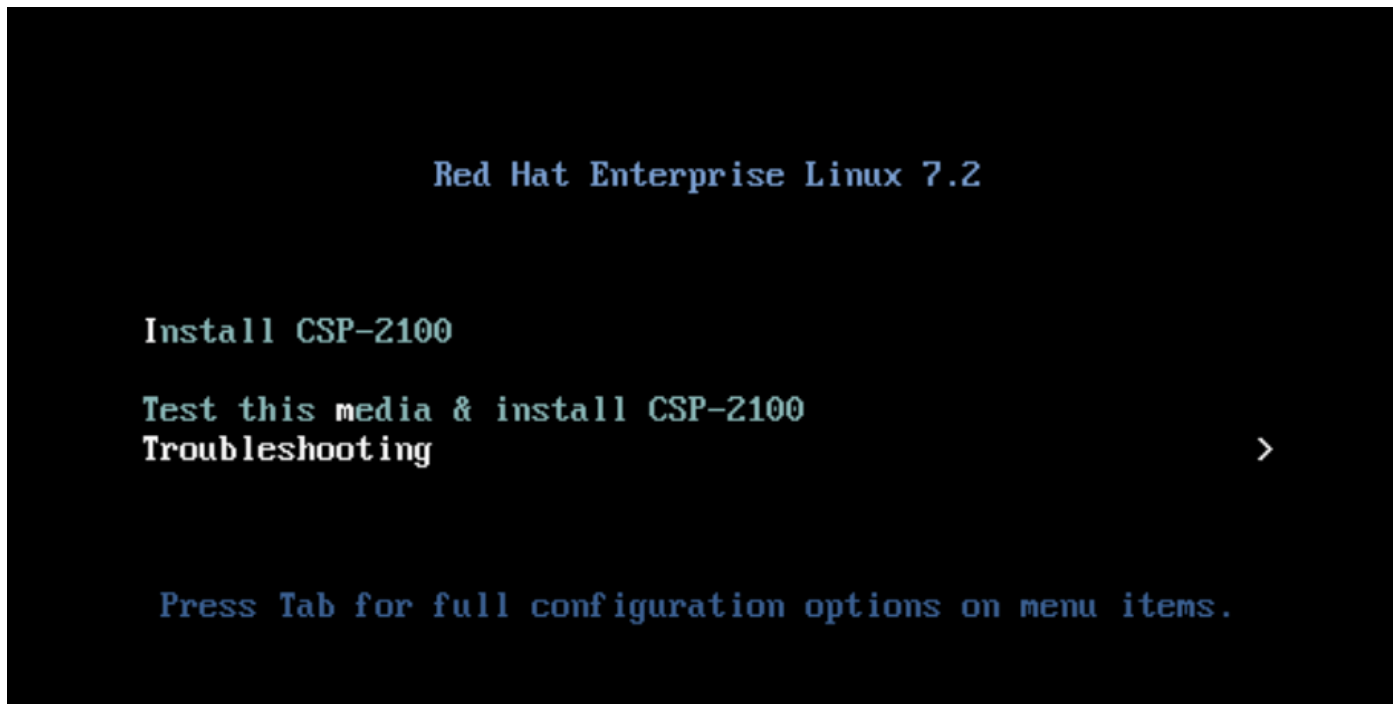 Red Hat Enterprise Linux 7.2
Install CSP-2100
Test this media & install CSP-2100
Troubleshooting >
Press Tab for full configuration options on menu items.